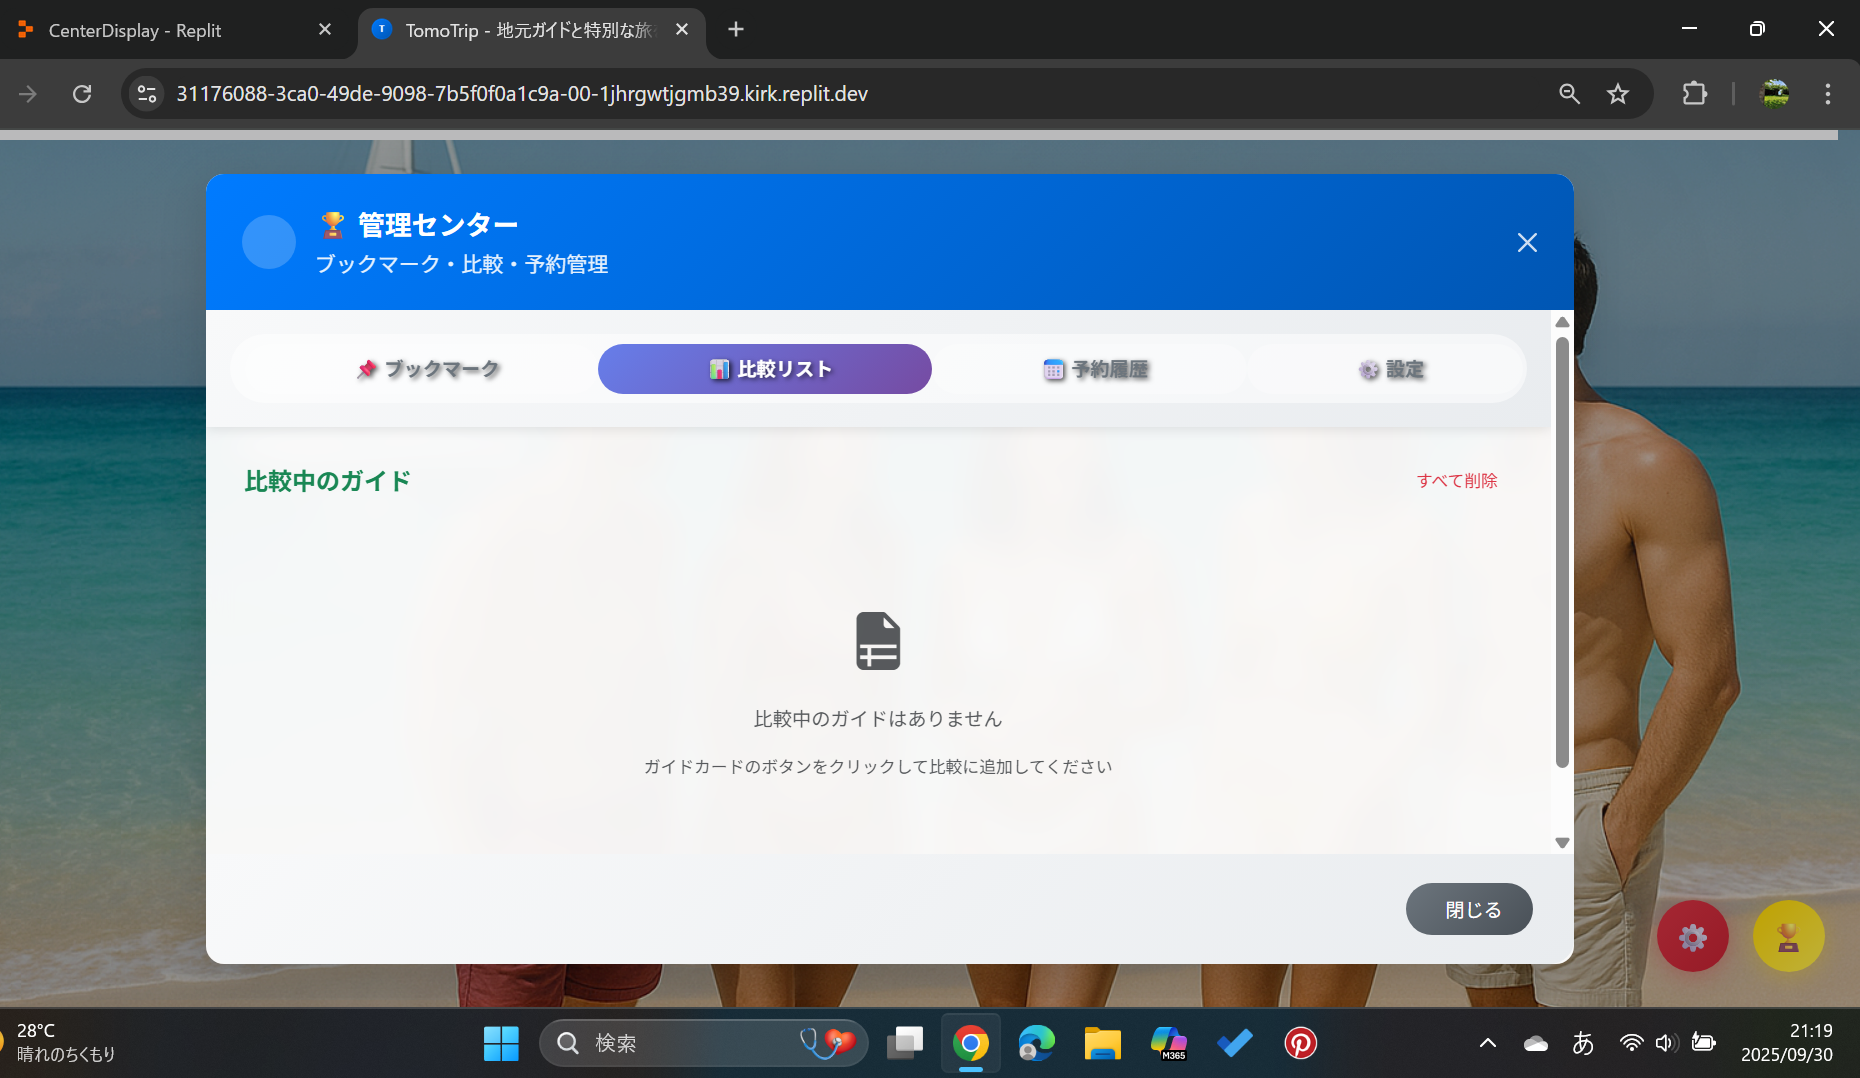 CenterDisplay - Replit
TomoTrip - 地元ガイドと特別な旅
31176088-3ca0-49de-9098-7b5f0f0a1c9a-00-1jhrgwtjgmb39.kirk.replit.dev
管理センター
ブックマーク・比較・予約管理
ブックマーク
比較リスト
予約履歴
設定
比較中のガイド
すべて削除
比較中のガイドはありません
ガイドカードのボタンをクリックして比較に追加してください
閉じる
28°C
晴れのちくもり
検索
M365
あ
21:19
2025/09/30